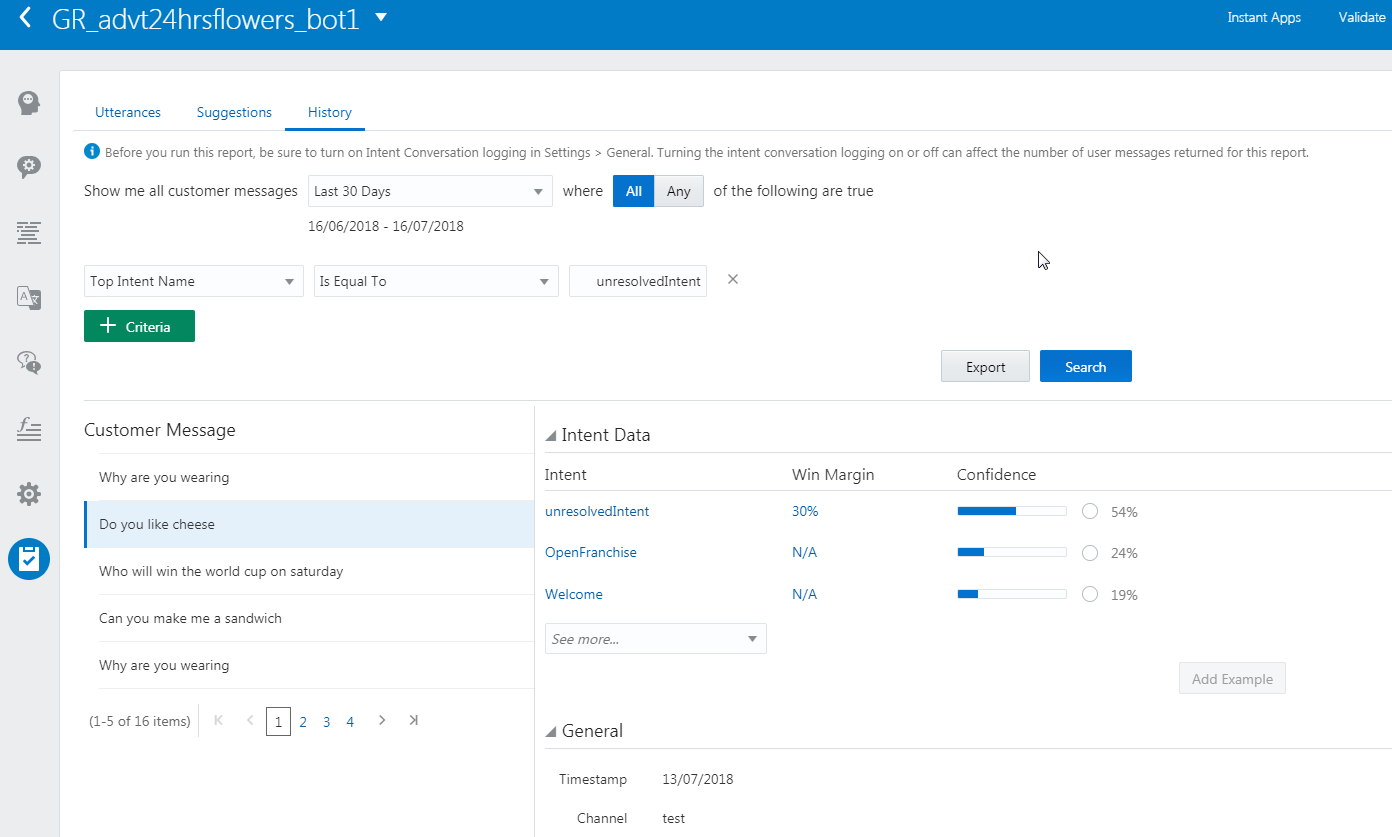 GR_advt24hrsflowers_bot1
Instant Apps
Validate
Utterances
Suggestions
History
Before you run this report, be sure to turn on Intent Conversation logging in Settings > General. Turning the intent conversation logging on or off can affect the number of user messages returned for this report.
Show me all customer messages Last 30 Days where All Any of the following are true
16/06/2018 - 16/07/2018
Top Intent Name Is Equal To unresolvedIntent
Criteria
Export Search
Customer Message
Why are you wearing
Do you like cheese
Who will win the world cup on saturday
Can you make me a sandwich
Why are you wearing
(1-5 of 16 items) 1 2 3 4
Intent Data
Intent Win Margin Confidence
unresolvedIntent 30% 54%
OpenFranchise N/A 24%
Welcome N/A 19%
See more...
Add Example
General
Timestamp 13/07/2018
Channel test